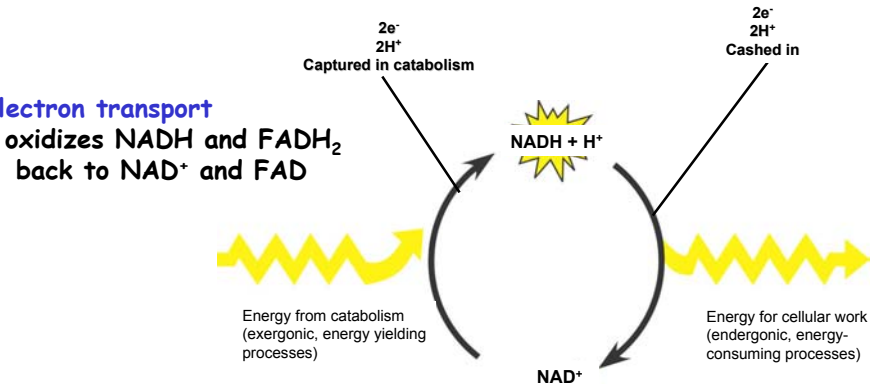 2e⁻
2H⁺
Captured in catabolism
2e⁻
2H⁺
Cashed in
lectron transport
oxidizes NADH and FADH₂
back to NAD⁺ and FAD
NADH + H⁺
Energy from catabolism
(exergonic, energy yielding
processes)
Energy for cellular work
(endergonic, energy-
consuming processes)
NAD⁺